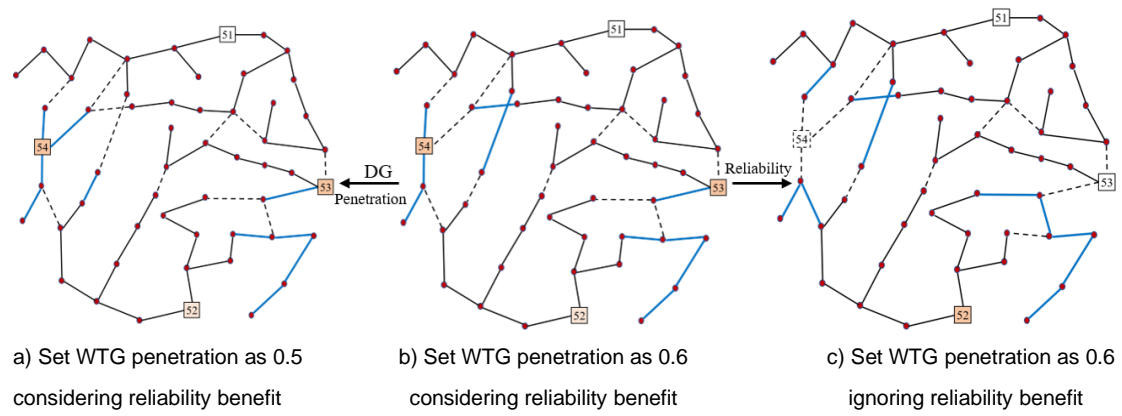 51
51
51
54
54
54
53
DG
Penetration
53
Reliability
53
52
52
52
a) Set WTG penetration as 0.5
considering reliability benefit
b) Set WTG penetration as 0.6
considering reliability benefit
c) Set WTG penetration as 0.6
ignoring reliability benefit